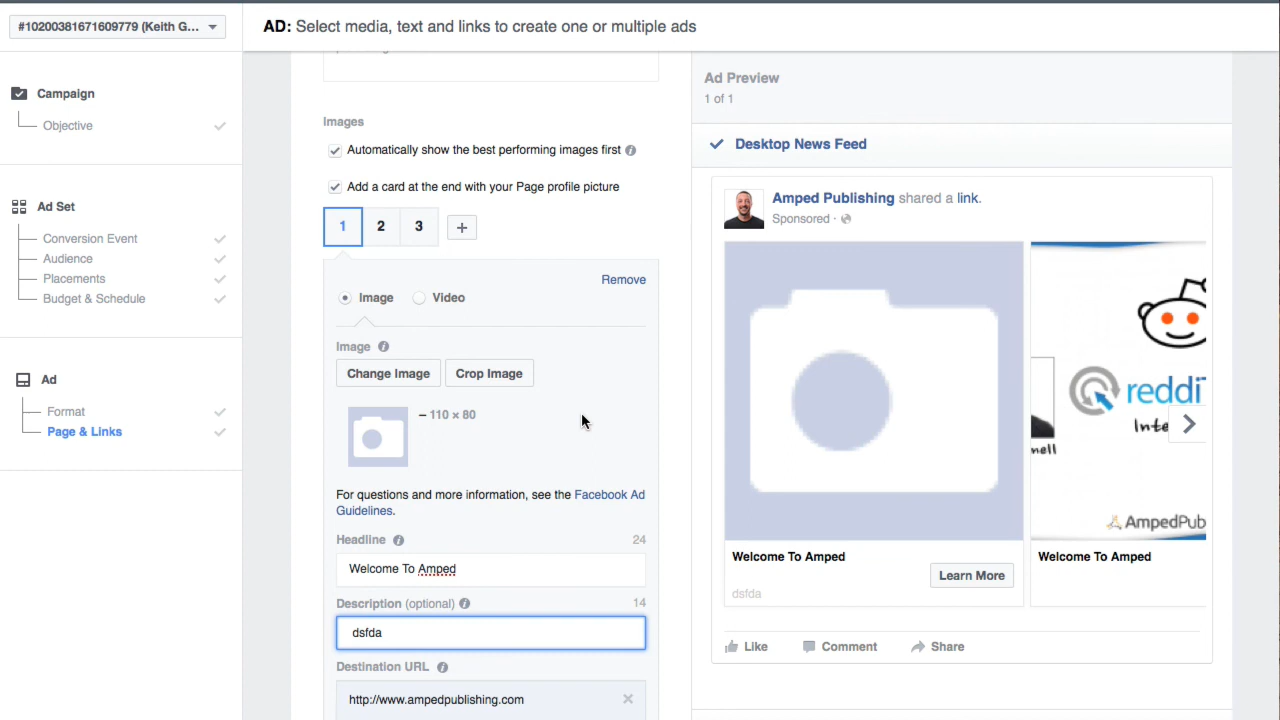 #10200381671609779 (Keith G...
AD: Select media, text and links to create one or multiple ads
Campaign
Objective
Ad Set
Conversion Event
Audience
Placements
Budget & Schedule
Ad
Format
Page & Links
Images
Automatically show the best performing images first
Add a card at the end with your Page profile picture
1 2 3 +
Remove
Image Video
Image
Change Image Crop Image
– 110 × 80
For questions and more information, see the Facebook Ad
Guidelines.
Headline 24
Welcome To Amped
Description (optional) 14
dsfda
Destination URL
http://www.ampedpublishing.com
Ad Preview
1 of 1
Desktop News Feed
Amped Publishing shared a link.
Sponsored ·
reddi
Inte
nell
AmpedPub
Welcome To Amped
Learn More
dsfda
Welcome To Amped
Like Comment Share